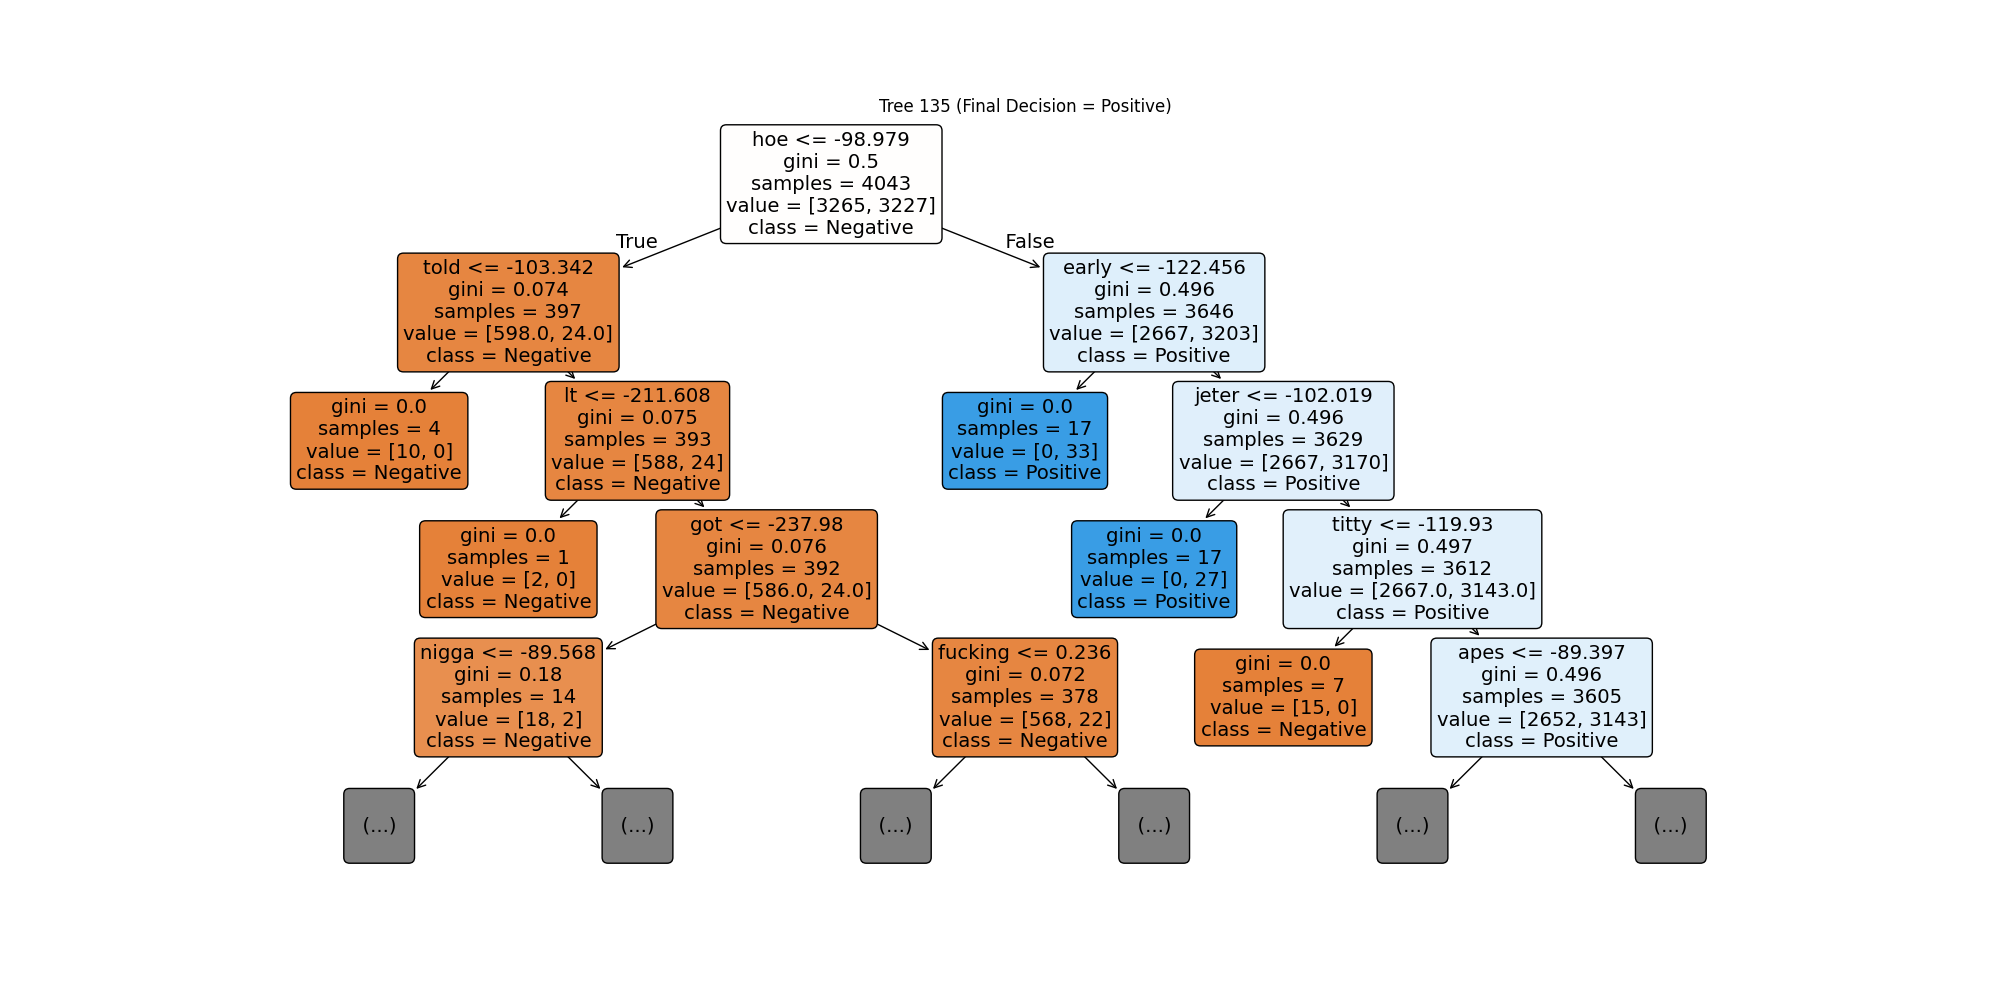 Tree 135 (Final Decision = Positive)
hoe <= -98.979
gini = 0.5
samples = 4043
value = [3265, 3227]
class = Negative
True
False
told <= -103.342
gini = 0.074
samples = 397
value = [598.0, 24.0]
class = Negative
early <= -122.456
gini = 0.496
samples = 3646
value = [2667, 3203]
class = Positive
gini = 0.0
samples = 4
value = [10, 0]
class = Negative
lt <= -211.608
gini = 0.075
samples = 393
value = [588, 24]
class = Negative
gini = 0.0
samples = 17
value = [0, 33]
class = Positive
jeter <= -102.019
gini = 0.496
samples = 3629
value = [2667, 3170]
class = Positive
gini = 0.0
samples = 1
value = [2, 0]
class = Negative
got <= -237.98
gini = 0.076
samples = 392
value = [586.0, 24.0]
class = Negative
gini = 0.0
samples = 17
value = [0, 27]
class = Positive
titty <= -119.93
gini = 0.497
samples = 3612
value = [2667.0, 3143.0]
class = Positive
nigga <= -89.568
gini = 0.18
samples = 14
value = [18, 2]
class = Negative
fucking <= 0.236
gini = 0.072
samples = 378
value = [568, 22]
class = Negative
gini = 0.0
samples = 7
value = [15, 0]
class = Negative
apes <= -89.397
gini = 0.496
samples = 3605
value = [2652, 3143]
class = Positive
(...)
(...)
(...)
(...)
(...)
(...)